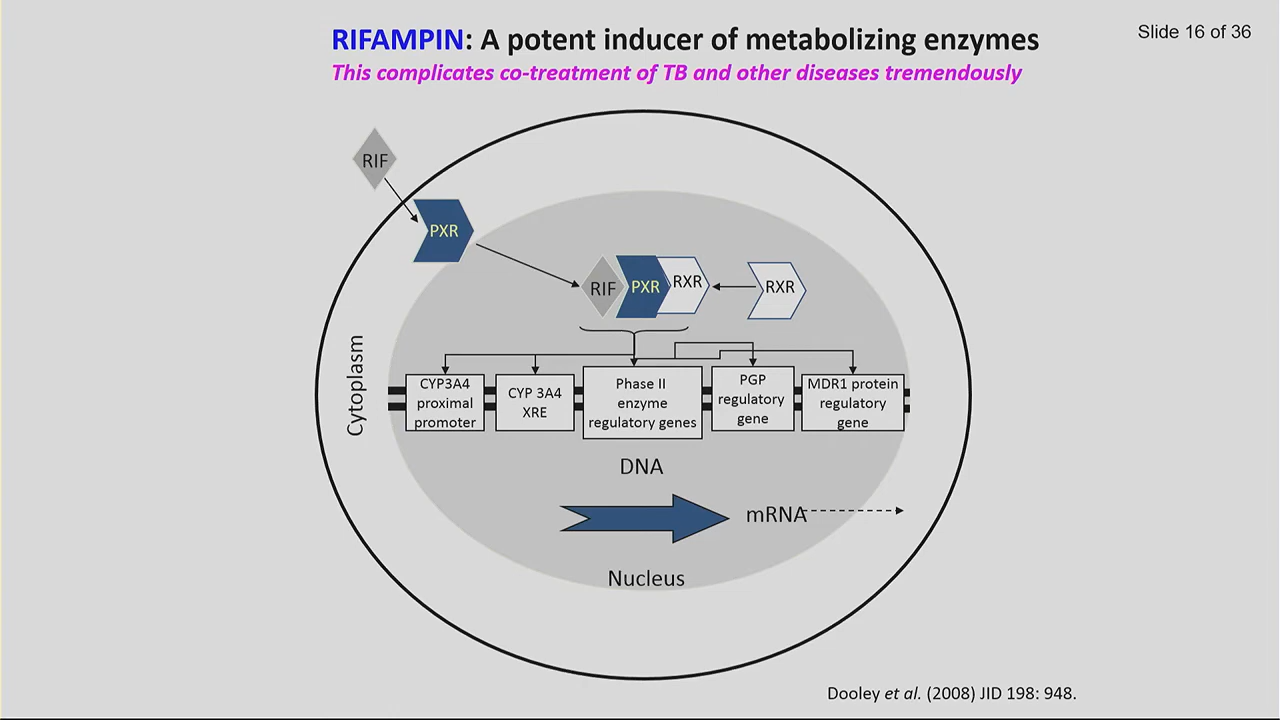 RIFAMPIN: A potent inducer of metabolizing enzymes
Slide 16 of 36
This complicates co-treatment of TB and other diseases tremendously
RIF
PXR
RIF
PXR
RXR
RXR
Cytoplasm
CYP3A4
proximal
promoter
CYP 3A4
XRE
Phase II
enzyme
regulatory genes
PGP
regulatory
gene
MDR1 protein
regulatory
gene
DNA
mRNA
Nucleus
Dooley et al. (2008) JID 198: 948.